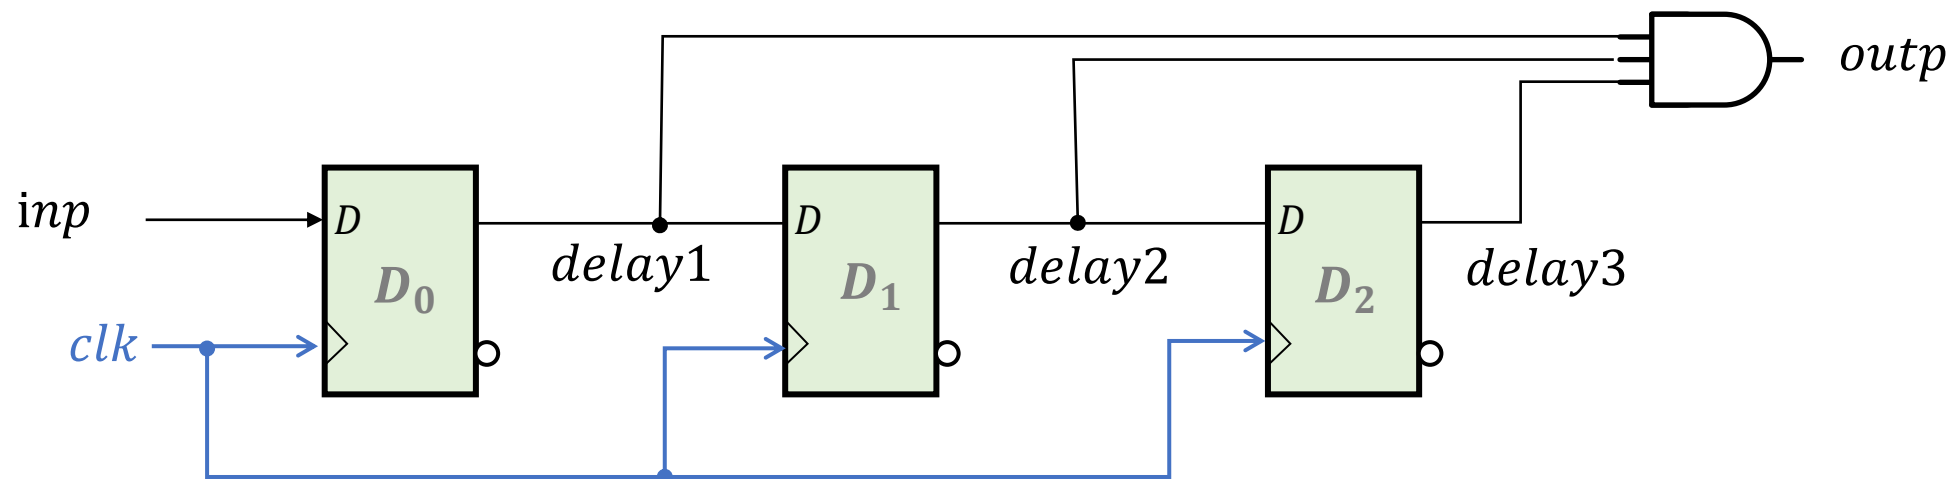 outp
inp
D
D
D
delay1
delay2
delay3
D₀
D₁
D₂
clk